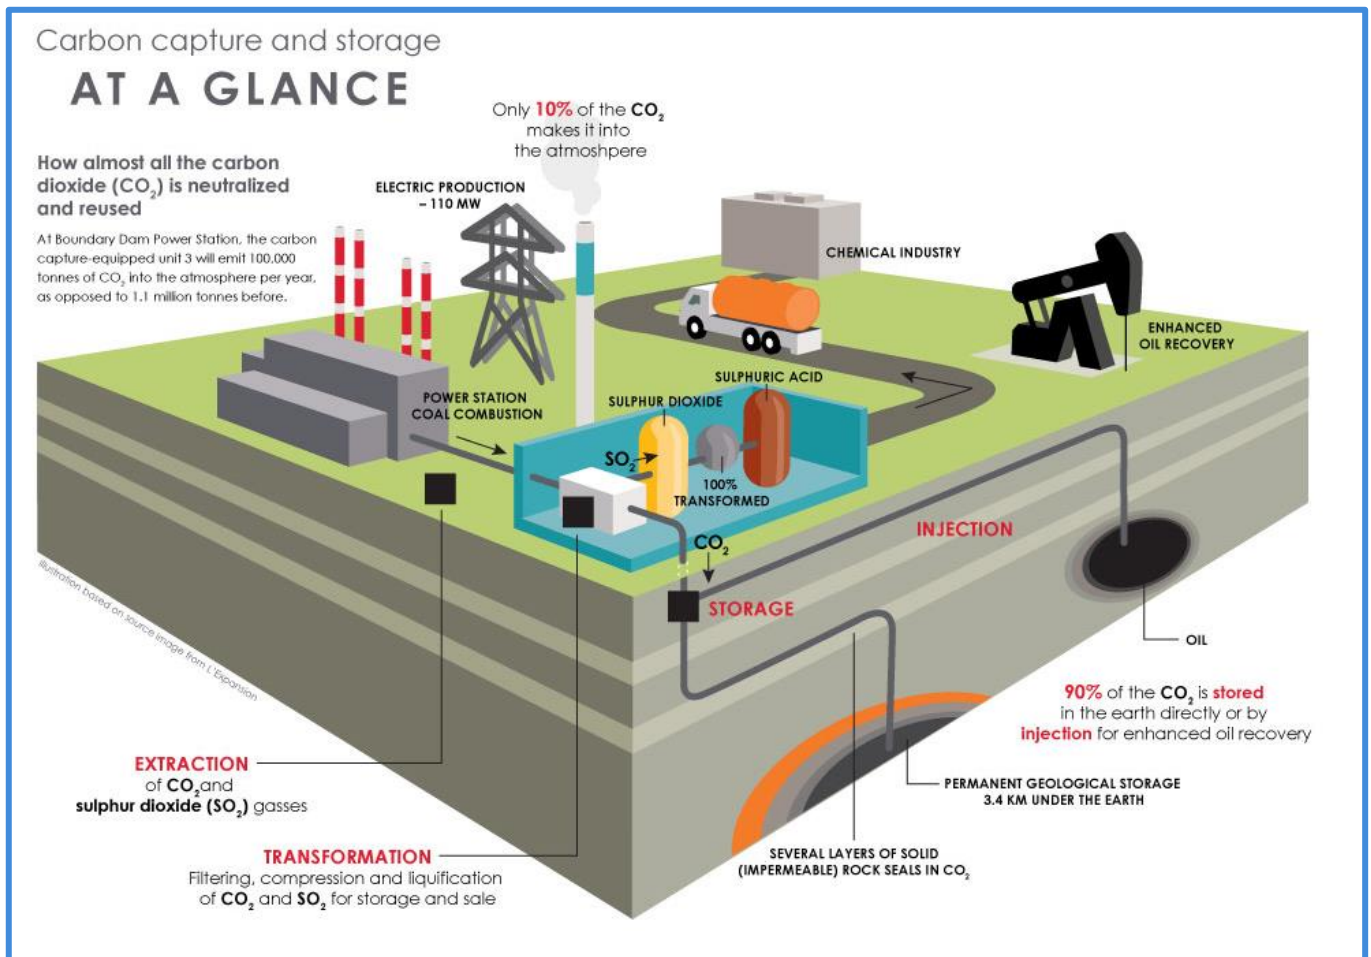 Carbon capture and storage
AT A GLANCE
How almost all the carbon
dioxide (CO₂) is neutralized
and reused
At Boundary Dam Power Station, the carbon
capture-equipped unit 3 will emit 100.000
tonnes of CO₂ into the atmosphere per year,
as opposed to 1.1 million tonnes before.
Only 10% of the CO₂
makes it into
the atmoshpere
ELECTRIC PRODUCTION
– 110 MW
CHEMICAL INDUSTRY
ENHANCED
OIL RECOVERY
POWER STATION
COAL COMBUSTION
SULPHUR DIOXIDE
SULPHURIC ACID
SO₂
100%
TRANSFORMED
CO₂
INJECTION
STORAGE
OIL
90% of the CO₂ is stored
in the earth directly or by
injection for enhanced oil recovery
PERMANENT GEOLOGICAL STORAGE
3.4 KM UNDER THE EARTH
SEVERAL LAYERS OF SOLID
(IMPERMEABLE) ROCK SEALS IN CO₂
illustration based on source image from L'Expansion
EXTRACTION
of CO₂and
sulphur dioxide (SO₂) gasses
TRANSFORMATION
Filtering, compression and liquification
of CO₂ and SO₂ for storage and sale